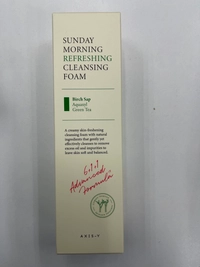 SUNDAY
MORNING
REFRESHING
CLEANSING
FOAM
Birch Sap
Aquaxyl
Green Tea
A creamy skin-freshening
cleansing foam with natural
ingredients that gently yet
effectively cleanses to remove
excess oil and impurities to
leave skin soft and balanced.
Advanced
formula